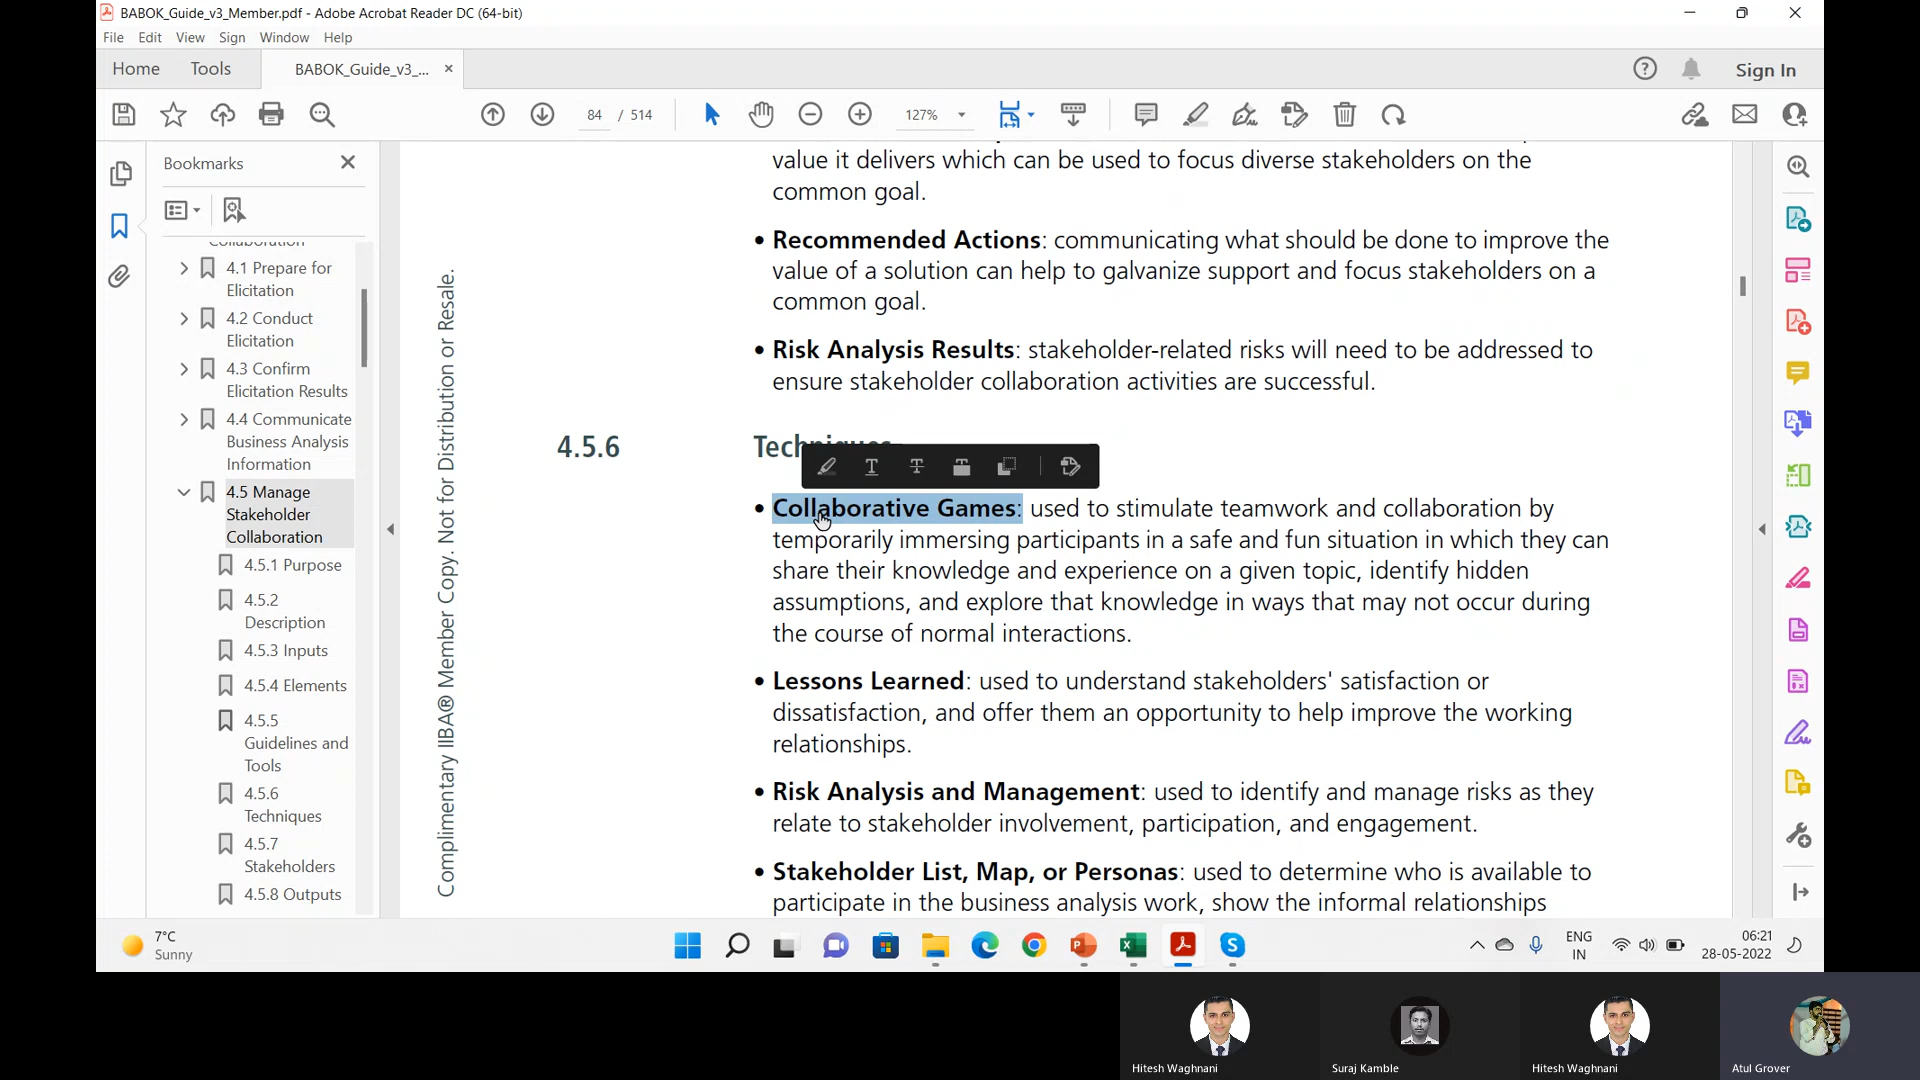 BABOK_Guide_v3_Member.pdf - Adobe Acrobat Reader DC (64-bit)
File Edit View Sign Window Help
Home Tools BABOK_Guide_v3_... Sign In
84 / 514 127%
Bookmarks
Collaboration
4.1 Prepare for
Elicitation
4.2 Conduct
Elicitation
4.3 Confirm
Elicitation Results
4.4 Communicate
Business Analysis
Information
4.5 Manage
Stakeholder
Collaboration
4.5.1 Purpose
4.5.2
Description
4.5.3 Inputs
4.5.4 Elements
4.5.5
Guidelines and
Tools
4.5.6
Techniques
4.5.7
Stakeholders
4.5.8 Outputs
Complimentary IIBA® Member Copy. Not for Distribution or Resale.
value it delivers which can be used to focus diverse stakeholders on the
common goal.
• Recommended Actions: communicating what should be done to improve the
value of a solution can help to galvanize support and focus stakeholders on a
common goal.
• Risk Analysis Results: stakeholder-related risks will need to be addressed to
ensure stakeholder collaboration activities are successful.
4.5.6 Techniques
• Collaborative Games: used to stimulate teamwork and collaboration by
temporarily immersing participants in a safe and fun situation in which they can
share their knowledge and experience on a given topic, identify hidden
assumptions, and explore that knowledge in ways that may not occur during
the course of normal interactions.
• Lessons Learned: used to understand stakeholders' satisfaction or
dissatisfaction, and offer them an opportunity to help improve the working
relationships.
• Risk Analysis and Management: used to identify and manage risks as they
relate to stakeholder involvement, participation, and engagement.
• Stakeholder List, Map, or Personas: used to determine who is available to
participate in the business analysis work, show the informal relationships
7°C
Sunny
ENG
IN
06:21
28-05-2022
Hitesh Waghnani
Suraj Kamble
Hitesh Waghnani
Atul Grover